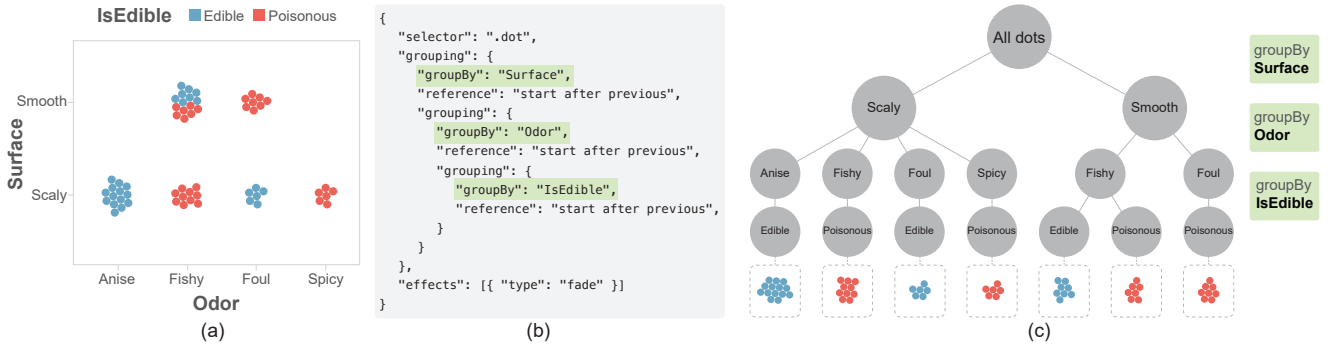 IsEdible Edible Poisonous
Surface
Smooth
Scaly
Anise Fishy Foul Spicy
Odor
(a)
{
"selector": ".dot",
"grouping": {
"groupBy": "Surface",
"reference": "start after previous",
"grouping": {
"groupBy": "Odor",
"reference": "start after previous",
"grouping": {
"groupBy": "IsEdible",
"reference": "start after previous",
}
}
},
"effects": [{ "type": "fade" }]
}
(b)
All dots
Scaly Smooth
Anise Fishy Foul Spicy Fishy Foul
Edible Poisonous Edible Poisonous Edible Poisonous Poisonous
groupBy
Surface
groupBy
Odor
groupBy
IsEdible
(c)